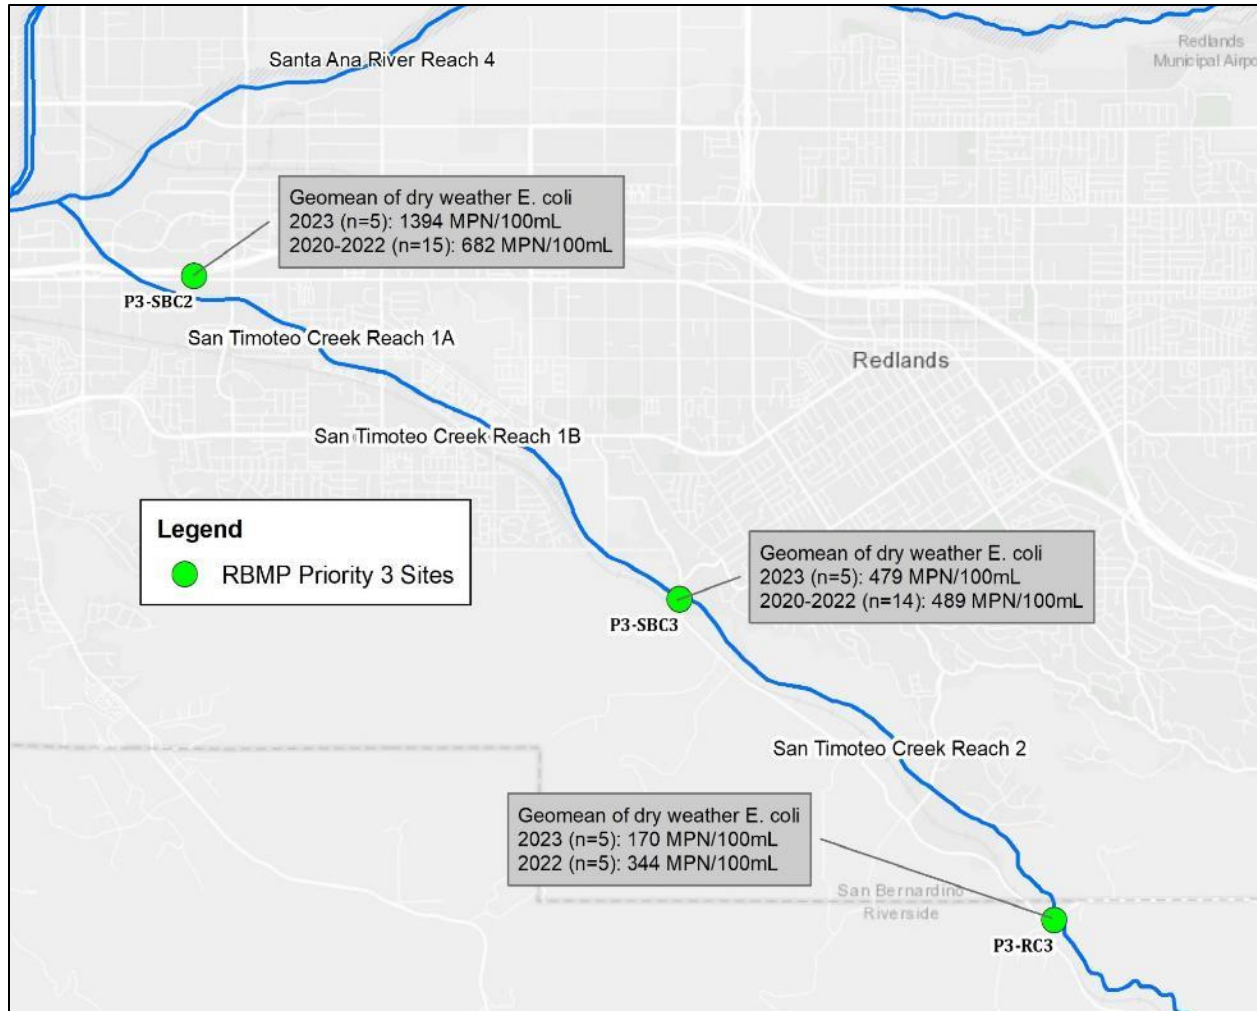 Redlands
Municipal Airpo
Santa Ana River Reach 4
Geomean of dry weather E. coli
2023 (n=5): 1394 MPN/100mL
2020-2022 (n=15): 682 MPN/100mL
P3-SBC2
San Timoteo Creek Reach 1A
Redlands
San Timoteo Creek Reach 1B
Legend
RBMP Priority 3 Sites
Geomean of dry weather E. coli
2023 (n=5): 479 MPN/100mL
2020-2022 (n=14): 489 MPN/100mL
P3-SBC3
San Timoteo Creek Reach 2
Geomean of dry weather E. coli
2023 (n=5): 170 MPN/100mL
2022 (n=5): 344 MPN/100mL
San Bernardino
Riverside
P3-RC3